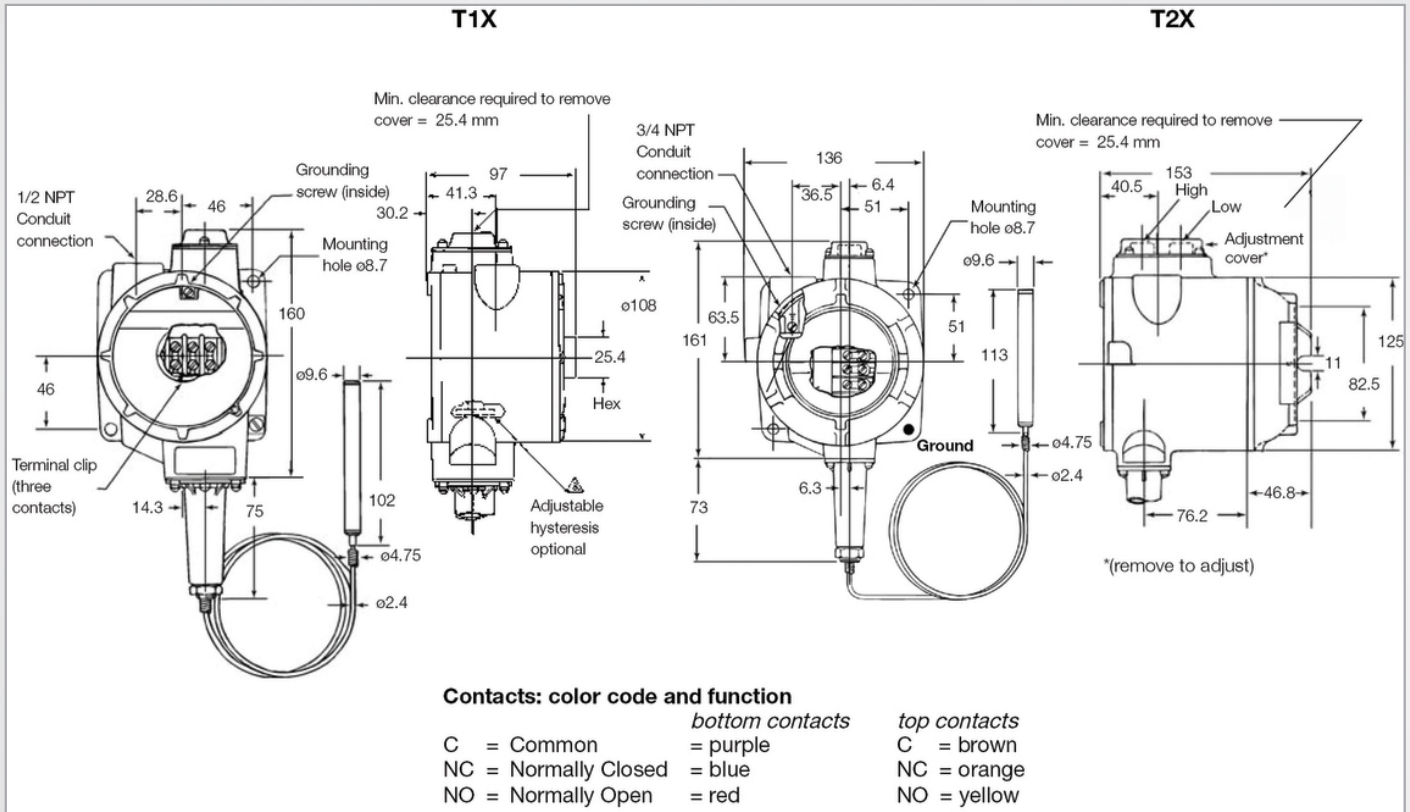 T1X
T2X
Min. clearance required to remove
cover = 25.4 mm
1/2 NPT
Conduit
connection
28.6
46
Grounding
screw (inside)
Mounting
hole ø8.7
160
46
Terminal clip
(three
contacts)
14.3
75
ø9.6
102
ø4.75
ø2.4
97
41.3
30.2
ø108
25.4
Hex
Adjustable
hysteresis
optional
3/4 NPT
Conduit
connection
Grounding
screw (inside)
136
36.5
6.4
51
Mounting
hole ø8.7
63.5
161
51
Ground
6.3
73
ø9.6
113
ø4.75
ø2.4
Min. clearance required to remove
cover = 25.4 mm
153
40.5
High
Low
Adjustment
cover*
125
11
82.5
46.8
76.2
*(remove to adjust)
Contacts: color code and function
bottom contacts top contacts
C = Common = purple C = brown
NC = Normally Closed = blue NC = orange
NO = Normally Open = red NO = yellow